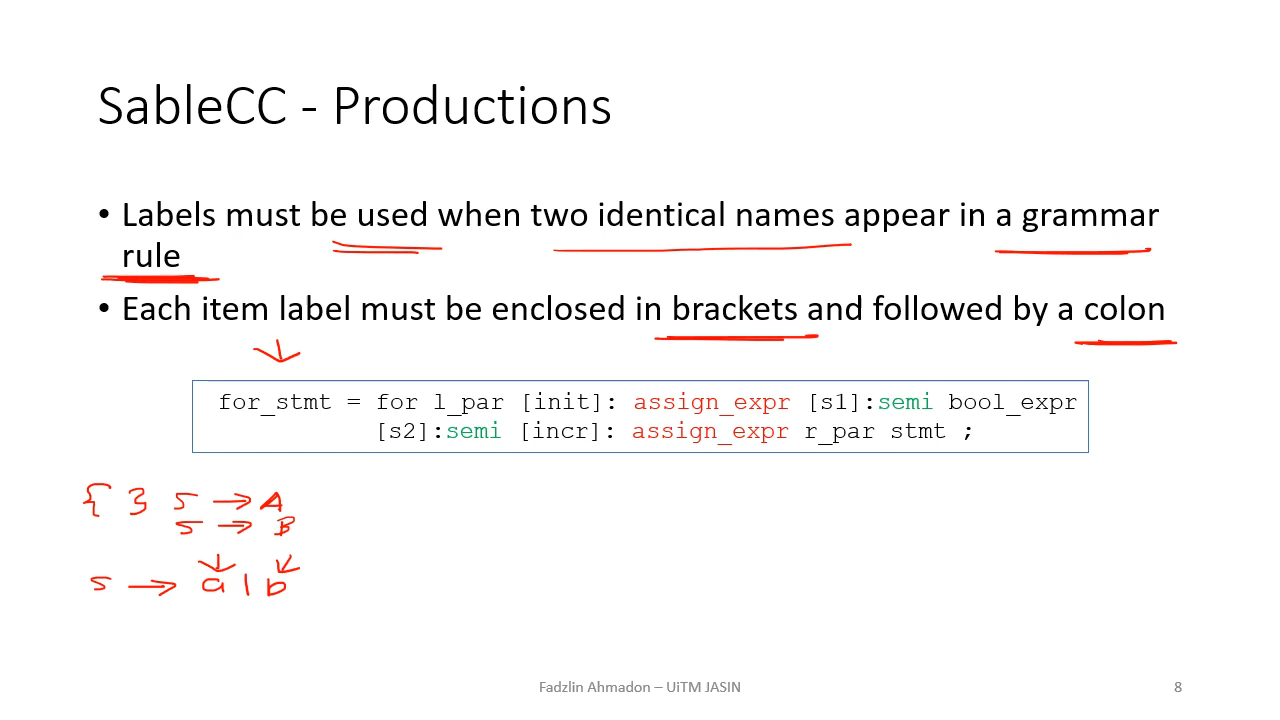 SableCC - Productions
• Labels must be used when two identical names appear in a grammar
rule
• Each item label must be enclosed in brackets and followed by a colon
for_stmt = for l_par [init]: assign_expr [s1]:semi bool_expr
[s2]:semi [incr]: assign_expr r_par stmt ;
{ } S → A
S → B
S → a | b
Fadzlin Ahmadon – UiTM JASIN
8